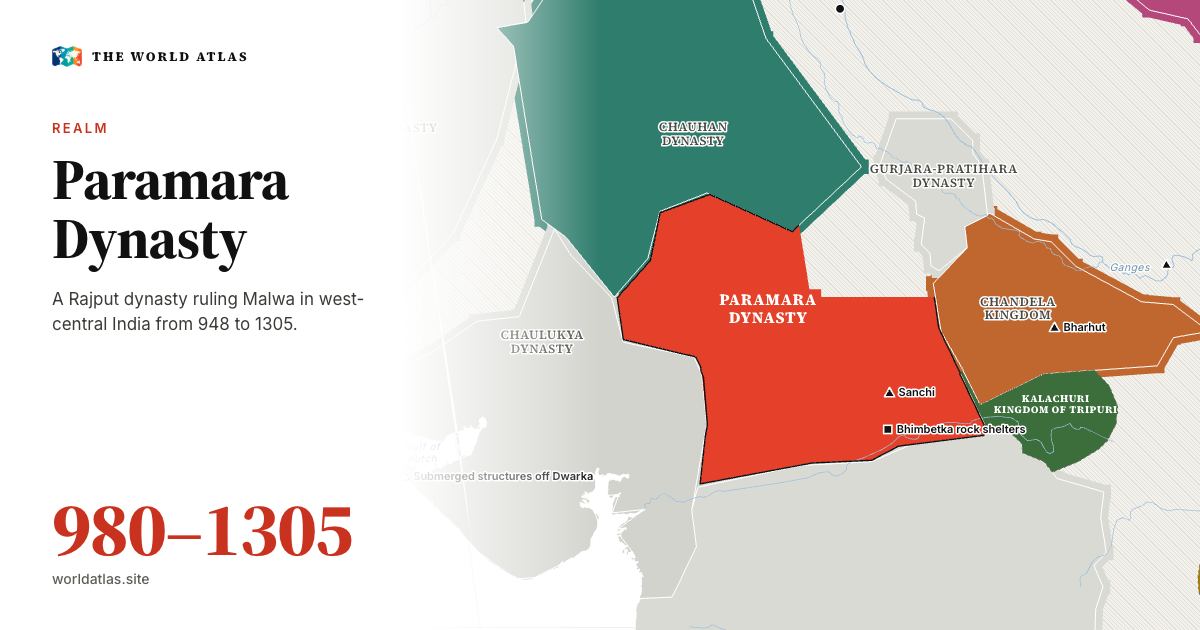 THE WORLD ATLAS
REALM
Paramara
Dynasty
A Rajput dynasty ruling Malwa in west-
central India from 948 to 1305.
980–1305
worldatlas.site
CHAUHAN
DYNASTY
GURJARA-PRATIHARA
DYNASTY
Ganges
PARAMARA
DYNASTY
CHANDELA
KINGDOM
Bharhut
CHAULUKYA
DYNASTY
Sanchi
KALACHURI
KINGDOM OF TRIPURI
Bhimbetka rock shelters
Submerged structures off Dwarka